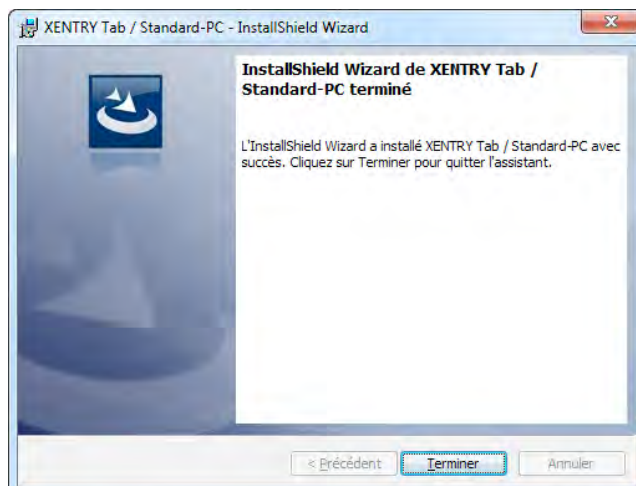 XENTRY Tab / Standard-PC - InstallShield Wizard
InstallShield Wizard de XENTRY Tab /
Standard-PC terminé
L'InstallShield Wizard a installé XENTRY Tab / Standard-PC avec
succès. Cliquez sur Terminer pour quitter l'assistant.
< Précédent Terminer Annuler